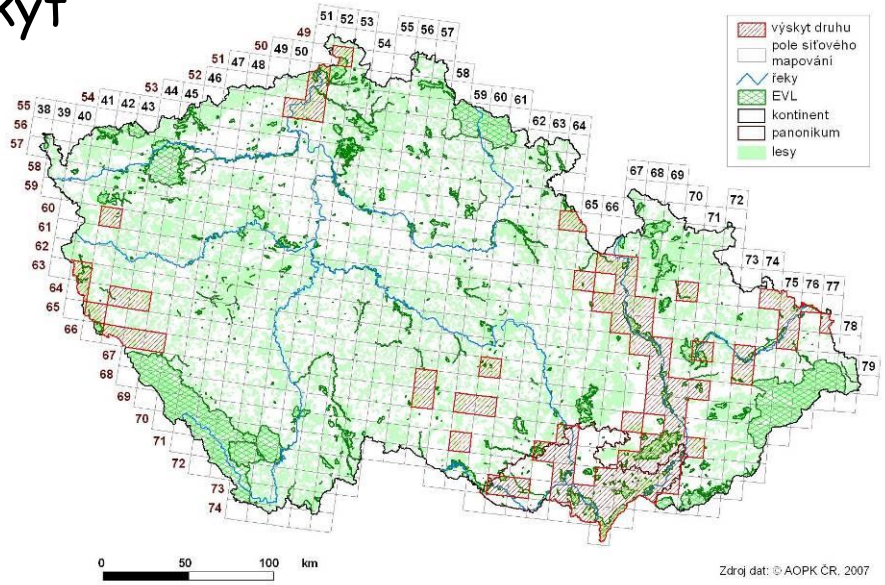 kyt
51 52 53
54
55 56 57
49
50
49 50
58
51
47 48
52
46
59 60 61
53
44 45
62 63 64
54
41 42 43
55
38 39 40
56
57
67 68 69
58
65 66
70
72
59
71
60
61
73 74
62
75 76 77
63
64
78
65
66
79
67
68
69
70
71
72
73
74
výskyt druhu
pole síťového
mapování
řeky
EVL
kontinent
panonikum
lesy
0 50 100 km
Zdroj dat: © AOPK ČR, 2007